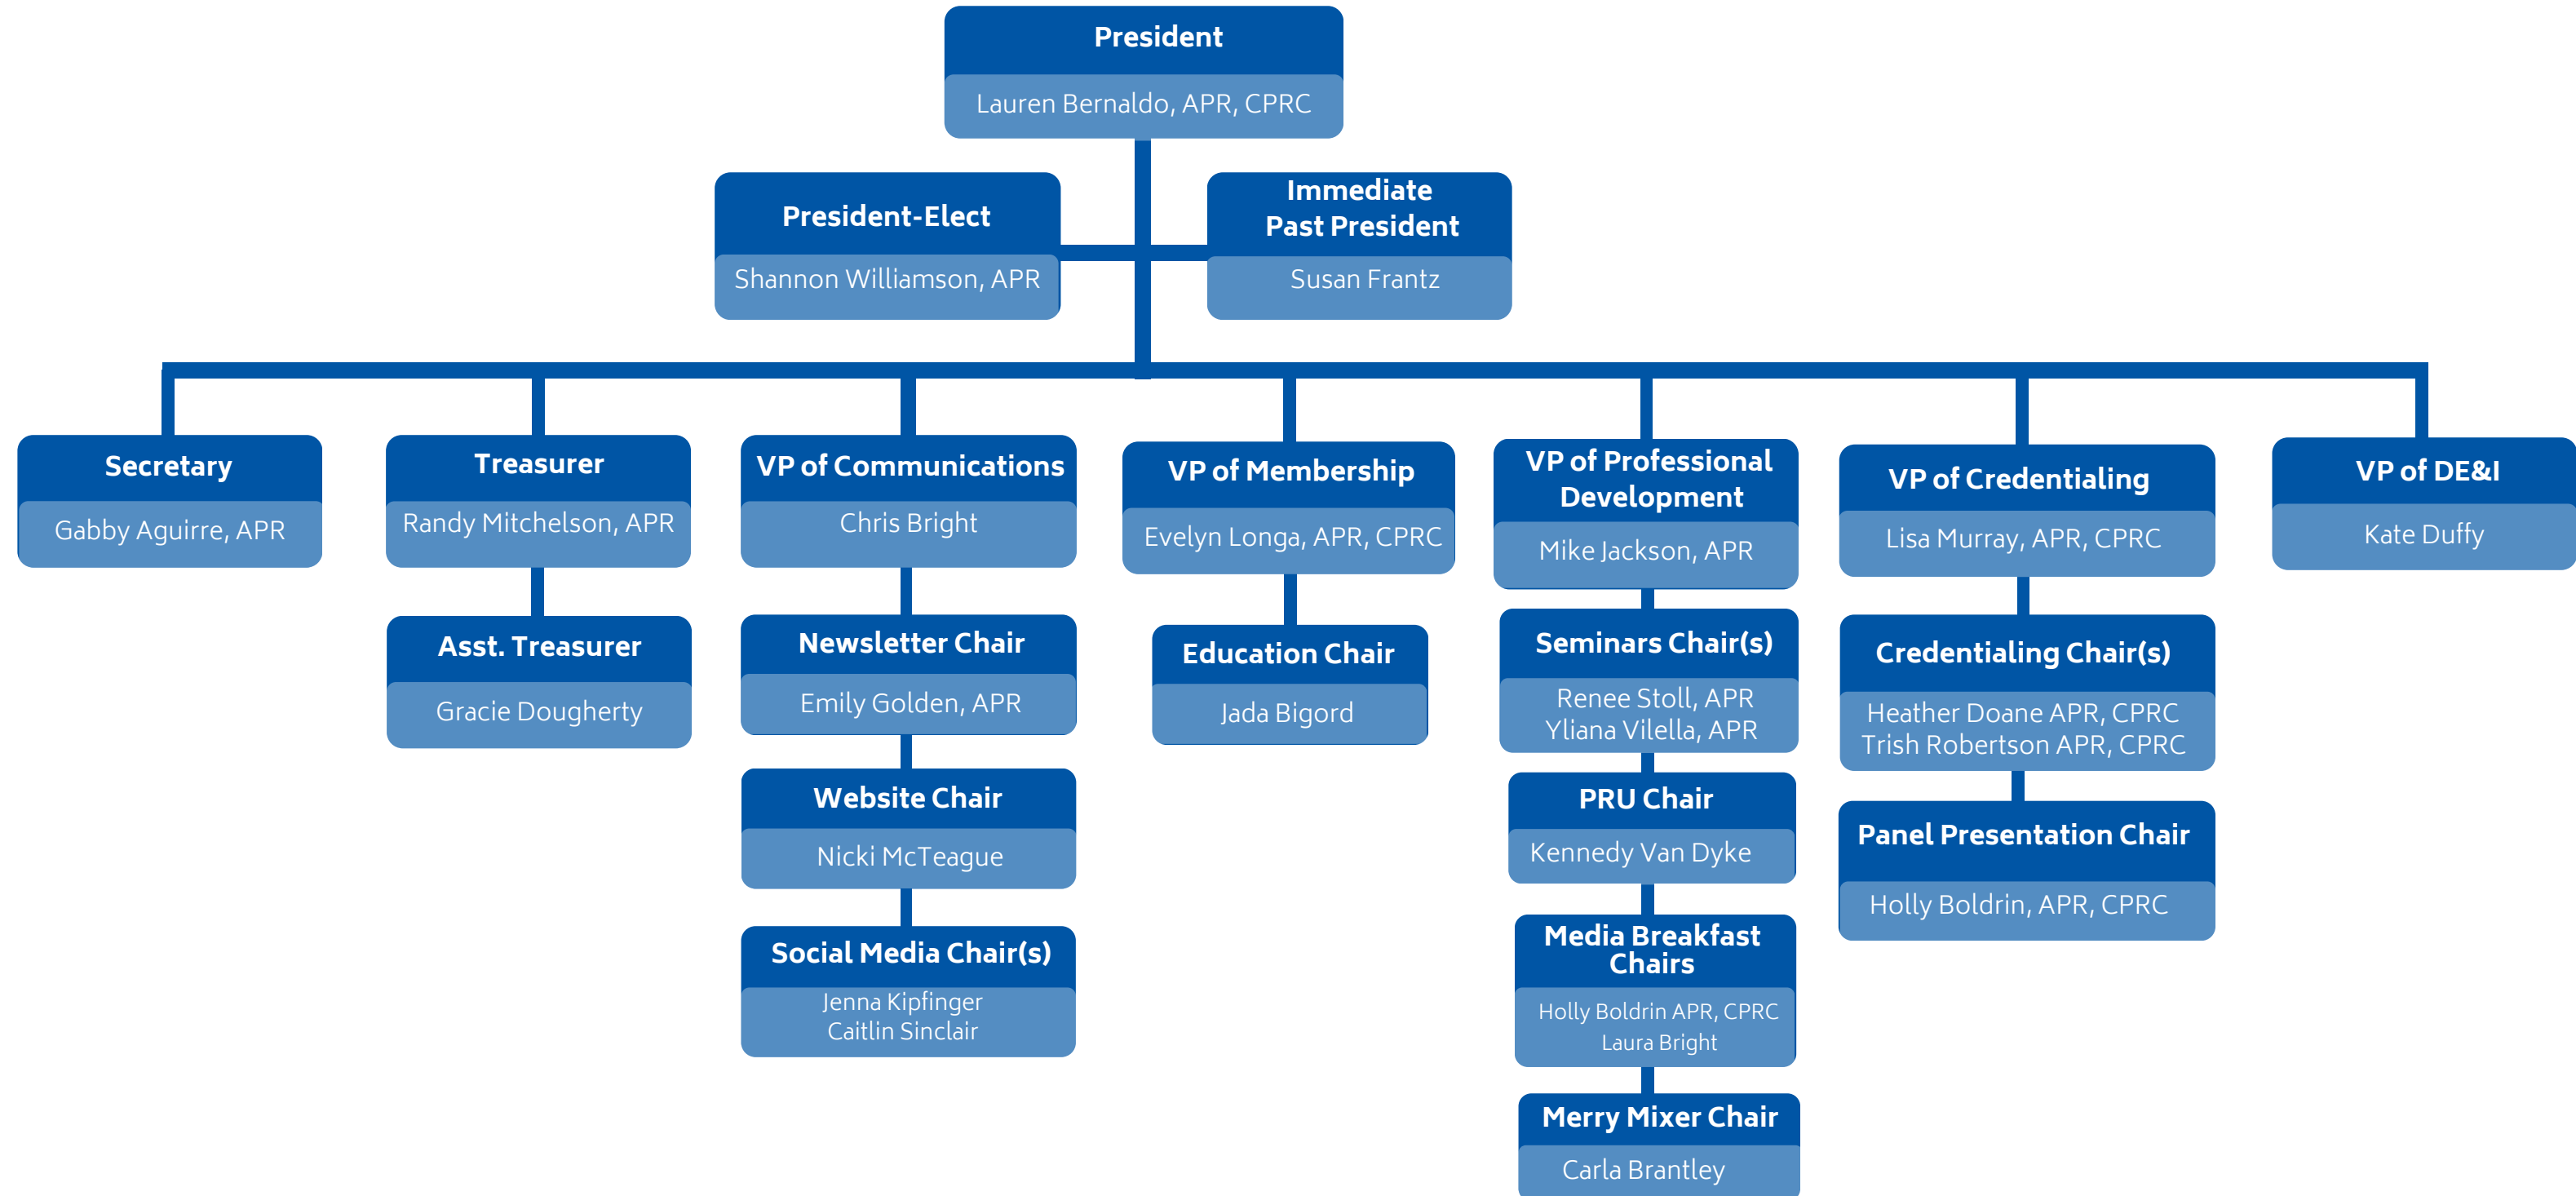 President
Lauren Bernaldo, APR, CPRC
President-Elect
Shannon Williamson, APR
Immediate
Past President
Susan Frantz
Secretary
Gabby Aguirre, APR
Treasurer
Randy Mitchelson, APR
Asst. Treasurer
Gracie Dougherty
VP of Communications
Chris Bright
Newsletter Chair
Emily Golden, APR
Website Chair
Nicki McTeague
Social Media Chair(s)
Jenna Kipfinger
Caitlin Sinclair
VP of Membership
Evelyn Longa, APR, CPRC
Education Chair
Jada Bigord
VP of Professional
Development
Mike Jackson, APR
Seminars Chair(s)
Renee Stoll, APR
Yliana Vilella, APR
PRU Chair
Kennedy Van Dyke
Media Breakfast
Chairs
Holly Boldrin APR, CPRC
Laura Bright
Merry Mixer Chair
Carla Brantley
VP of Credentialing
Lisa Murray, APR, CPRC
Credentialing Chair(s)
Heather Doane APR, CPRC
Trish Robertson APR, CPRC
Panel Presentation Chair
Holly Boldrin, APR, CPRC
VP of DE&I
Kate Duffy